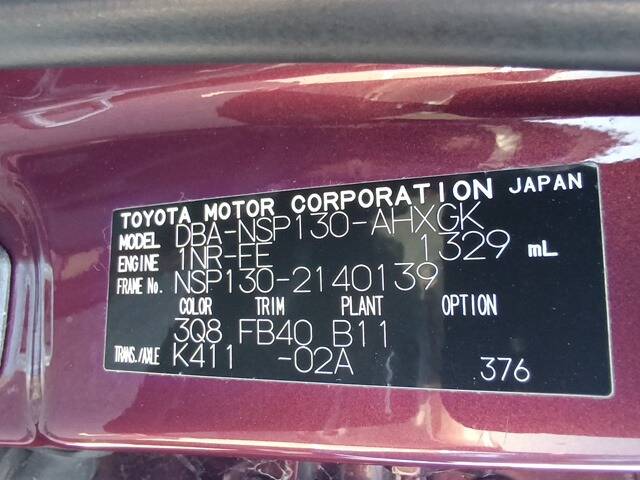 TOYOTA MOTOR CORPORATION JAPAN
MODEL DBA-NSP130-AHXGK
ENGINE 1NR-FE 1329 mL
FRAME No. NSP130-2140139
COLOR TRIM PLANT OPTION
3Q8 FB40 B11
TRANS./AXLE K411 -02A 376